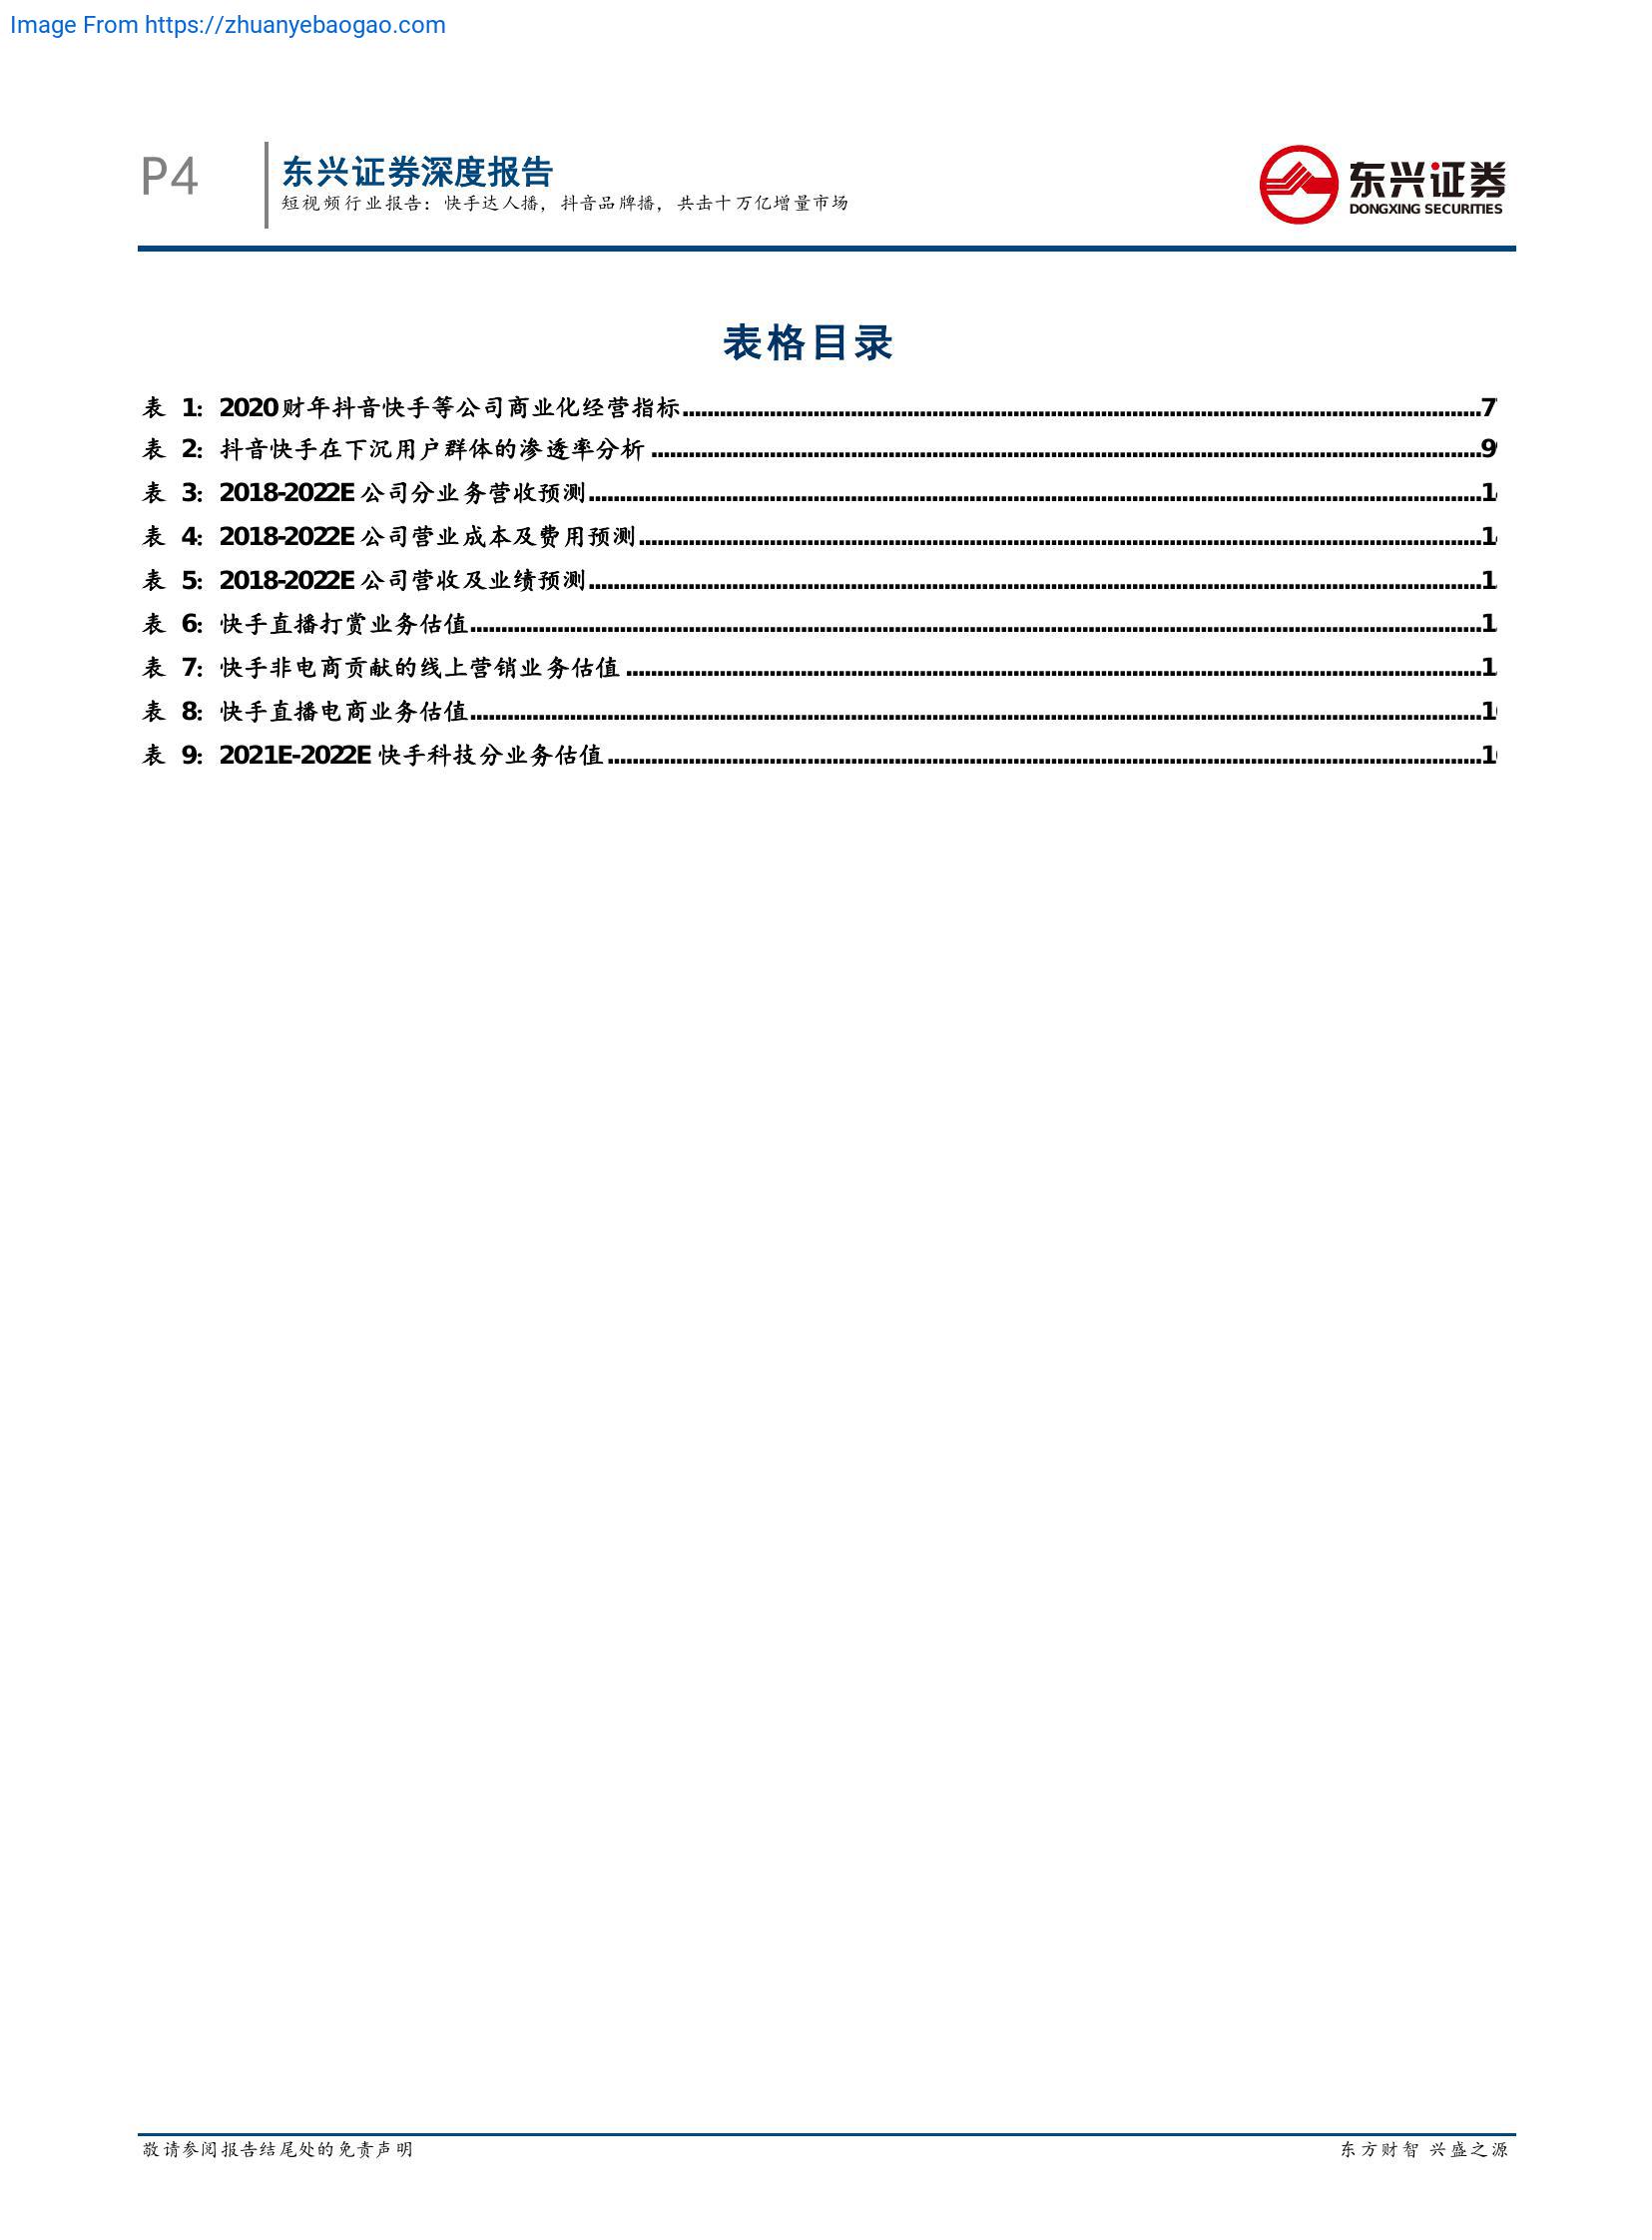 Image From https://zhuanyebaogao.com
P4
东兴证券深度报告
短视频行业报告：快手达人播，抖音品牌播，共击十万亿增量市场
东兴证券
DONGXING SECURITIES
表格目录
表 1： 2020 财年抖音快手等公司商业化经营指标.....7
表 2： 抖音快手在下沉用户群体的渗透率分析.....9
表 3： 2018-2022E 公司分业务营收预测.....1
表 4： 2018-2022E 公司营业成本及费用预测.....1
表 5： 2018-2022E 公司营收及业绩预测.....1
表 6： 快手直播打赏业务估值.....1
表 7： 快手非电商贡献的线上营销业务估值.....1
表 8： 快手直播电商业务估值.....1
表 9： 2021E-2022E 快手科技分业务估值.....1
敬请参阅报告结尾处的免责声明
东方财智 兴盛之源